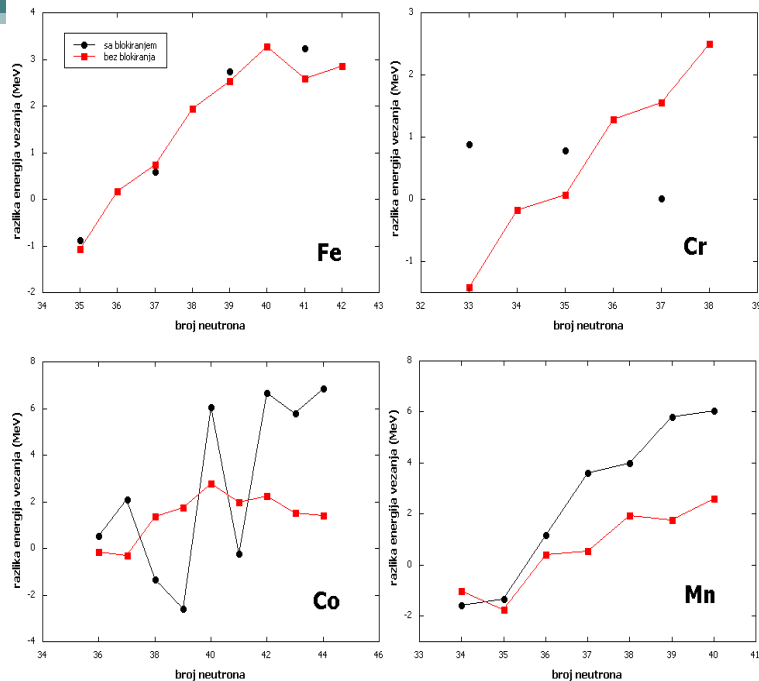 4
3
2
1
0
-1
-2
razlika energija vezanja (MeV)
sa blokiranjem
bez blokiranja
Fe
34 35 36 37 38 39 40 41 42 43
broj neutrona
3
2
1
0
-1
razlika energija vezanja (MeV)
Cr
32 33 34 35 36 37 38 39
broj neutrona
8
6
4
2
0
-2
-4
razlika energija vezanja (MeV)
Co
34 36 38 40 42 44 46
broj neutrona
8
6
4
2
0
-2
razlika energija vezanja (MeV)
Mn
33 34 35 36 37 38 39 40 41
broj neutrona